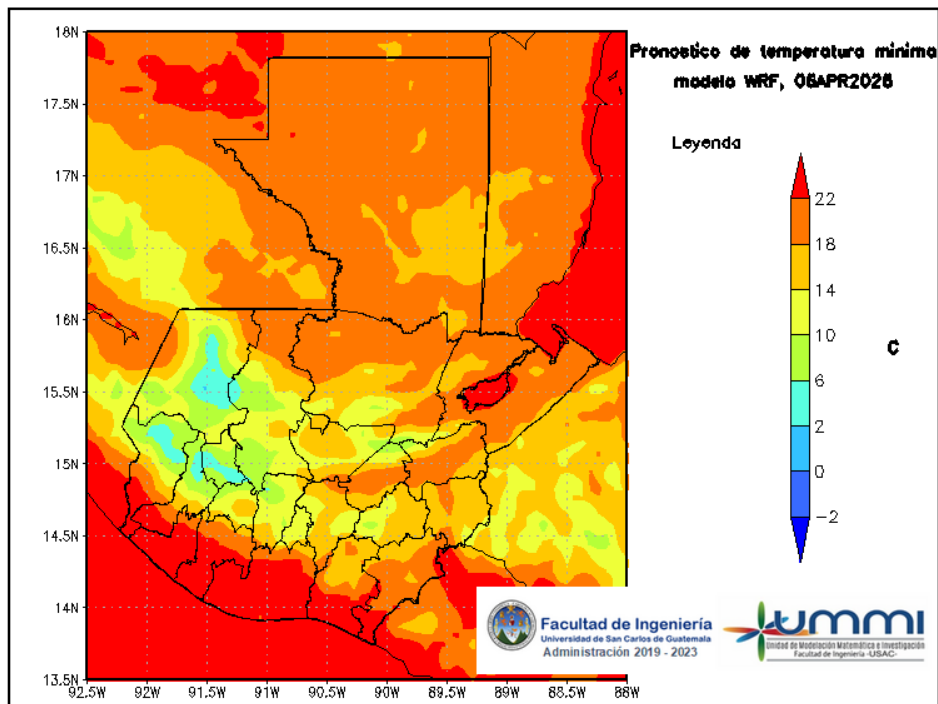 Pronostico de temperatura minima
modelo WRF, 06APR2026
Leyenda
22
18
14
10
6
2
0
−2
C
18N
17.5N
17N
16.5N
16N
15.5N
15N
14.5N
14N
13.5N
92.5W 92W 91.5W 91W 90.5W 90W 89.5W 89W 88.5W 88W
Facultad de Ingeniería
Universidad de San Carlos de Guatemala
Administración 2019 - 2023
ummi
Unidad de Modelación Matemática e Investigación
Facultad de Ingeniería -USAC-